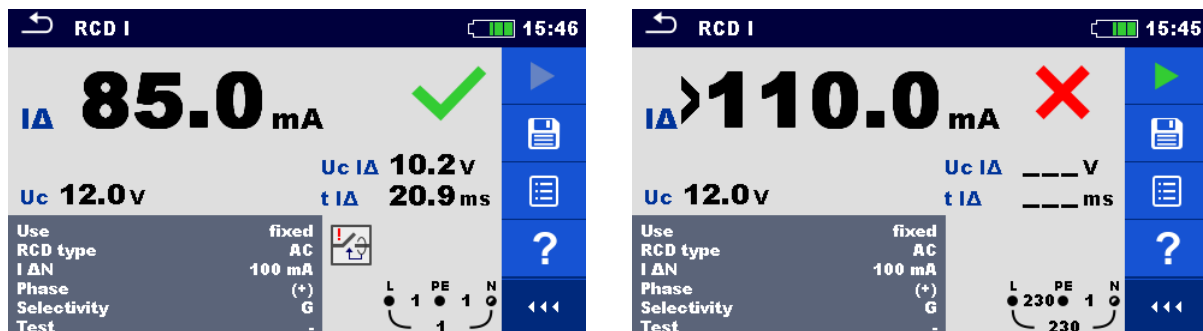 RCD I 15:46
IΔ 85.0 mA
Uc IΔ 10.2 V
Uc 12.0 V t IΔ 20.9 ms
Use fixed
RCD type AC
I ΔN 100 mA
Phase (+)
Selectivity G
Test -
L PE N
1 1
1
!
?
RCD I 15:45
IΔ >110.0 mA
Uc IΔ ___ V
Uc 12.0 V t IΔ ___ ms
Use fixed
RCD type AC
I ΔN 100 mA
Phase (+)
Selectivity G
Test -
L PE N
230 1
230
?